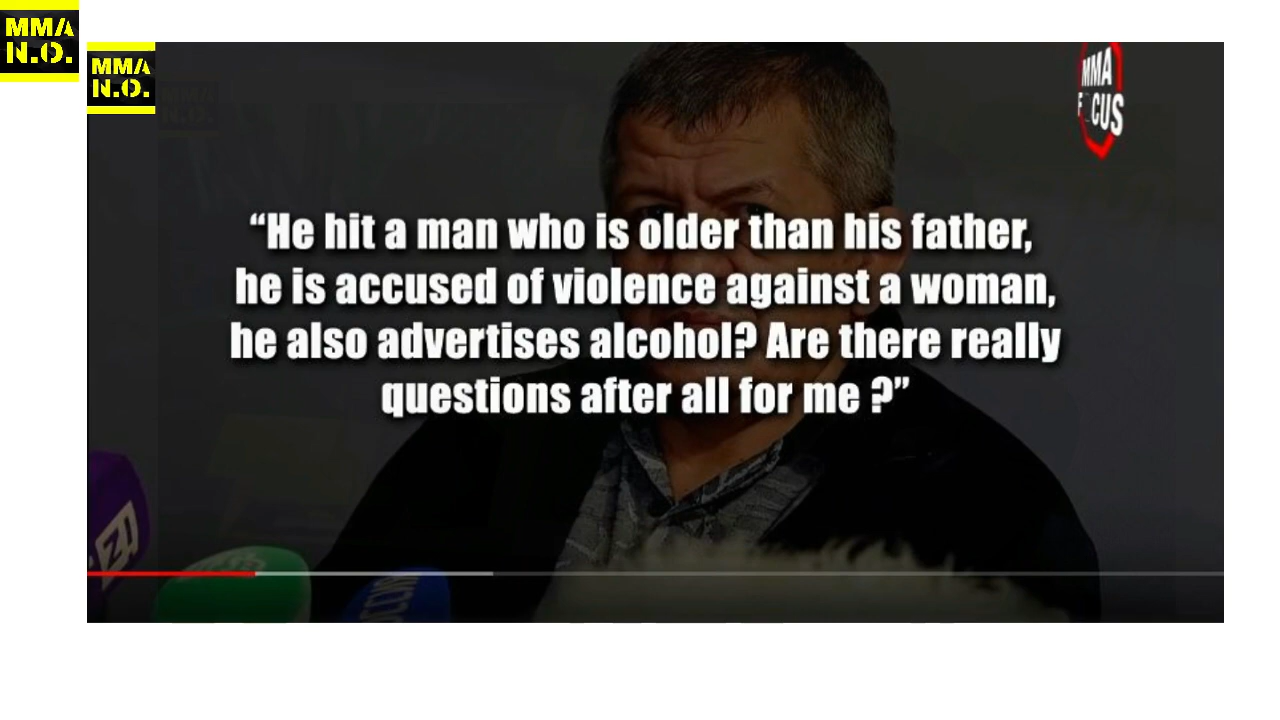 MMA
N.O.
MMA
N.O.
MMA
N.O.
MMA
F CUS
“He hit a man who is older than his father,
he is accused of violence against a woman,
he also advertises alcohol? Are there really
questions after all for me ?”